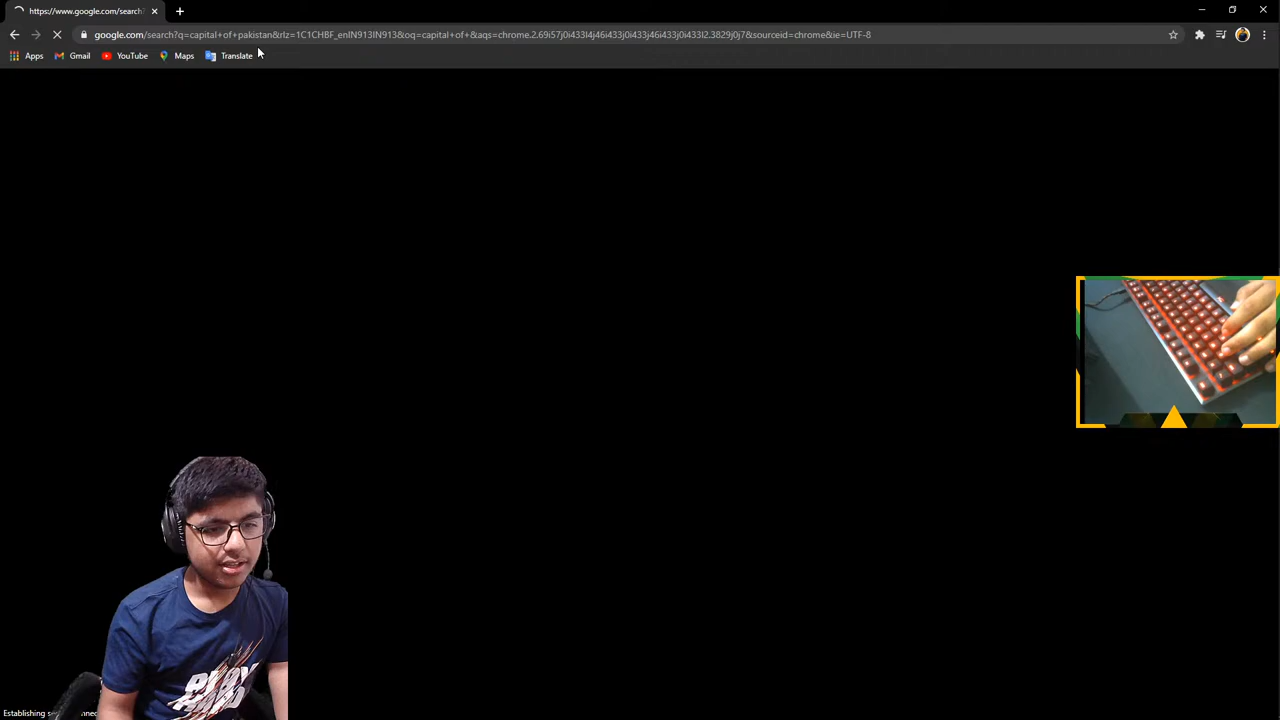 https://www.google.com/search?
google.com/search?q=capital+of+pakistan&rlz=1C1CHBF_enIN913IN913&oq=capital+of+&aqs=chrome.2.69i57j0i433l4j46i433j0i433j46i433j0i433l2.3829j0j7&sourceid=chrome&ie=UTF-8
Apps Gmail YouTube Maps Translate
Establishing